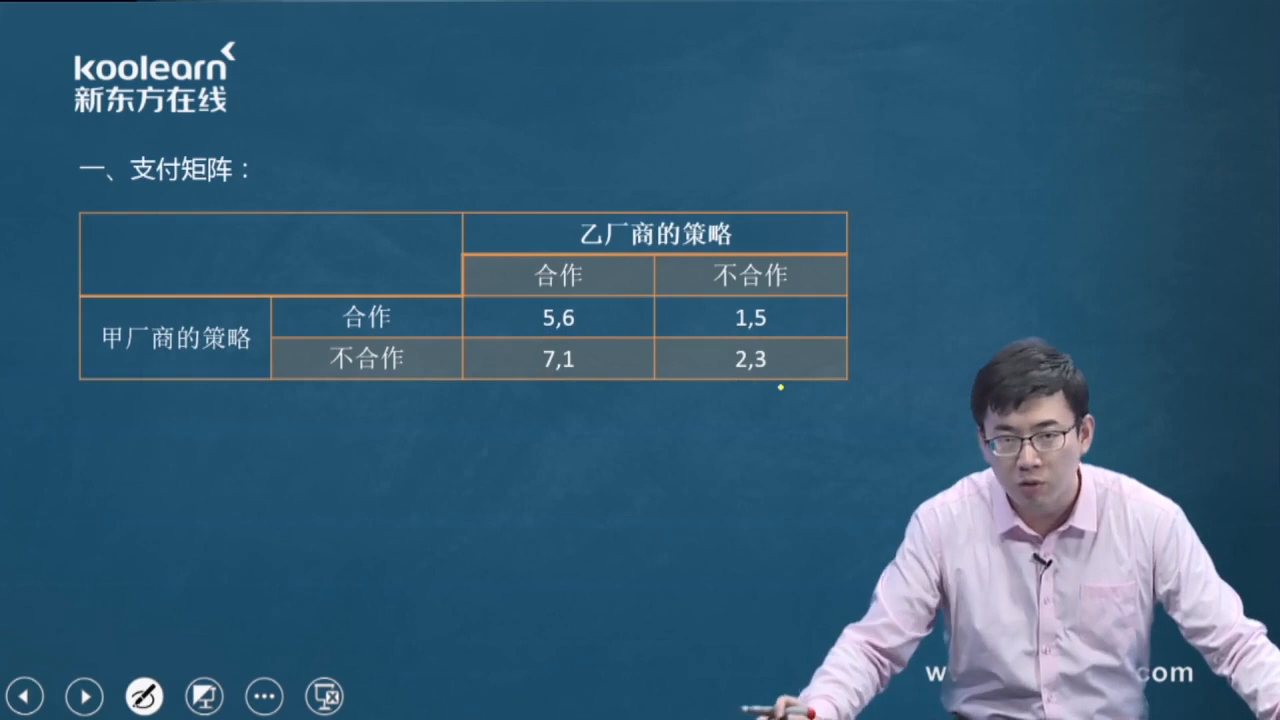 koolearn
新东方在线
一、支付矩阵：
乙厂商的策略
合作 不合作
甲厂商的策略 合作 5,6 1,5
不合作 7,1 2,3
w
com